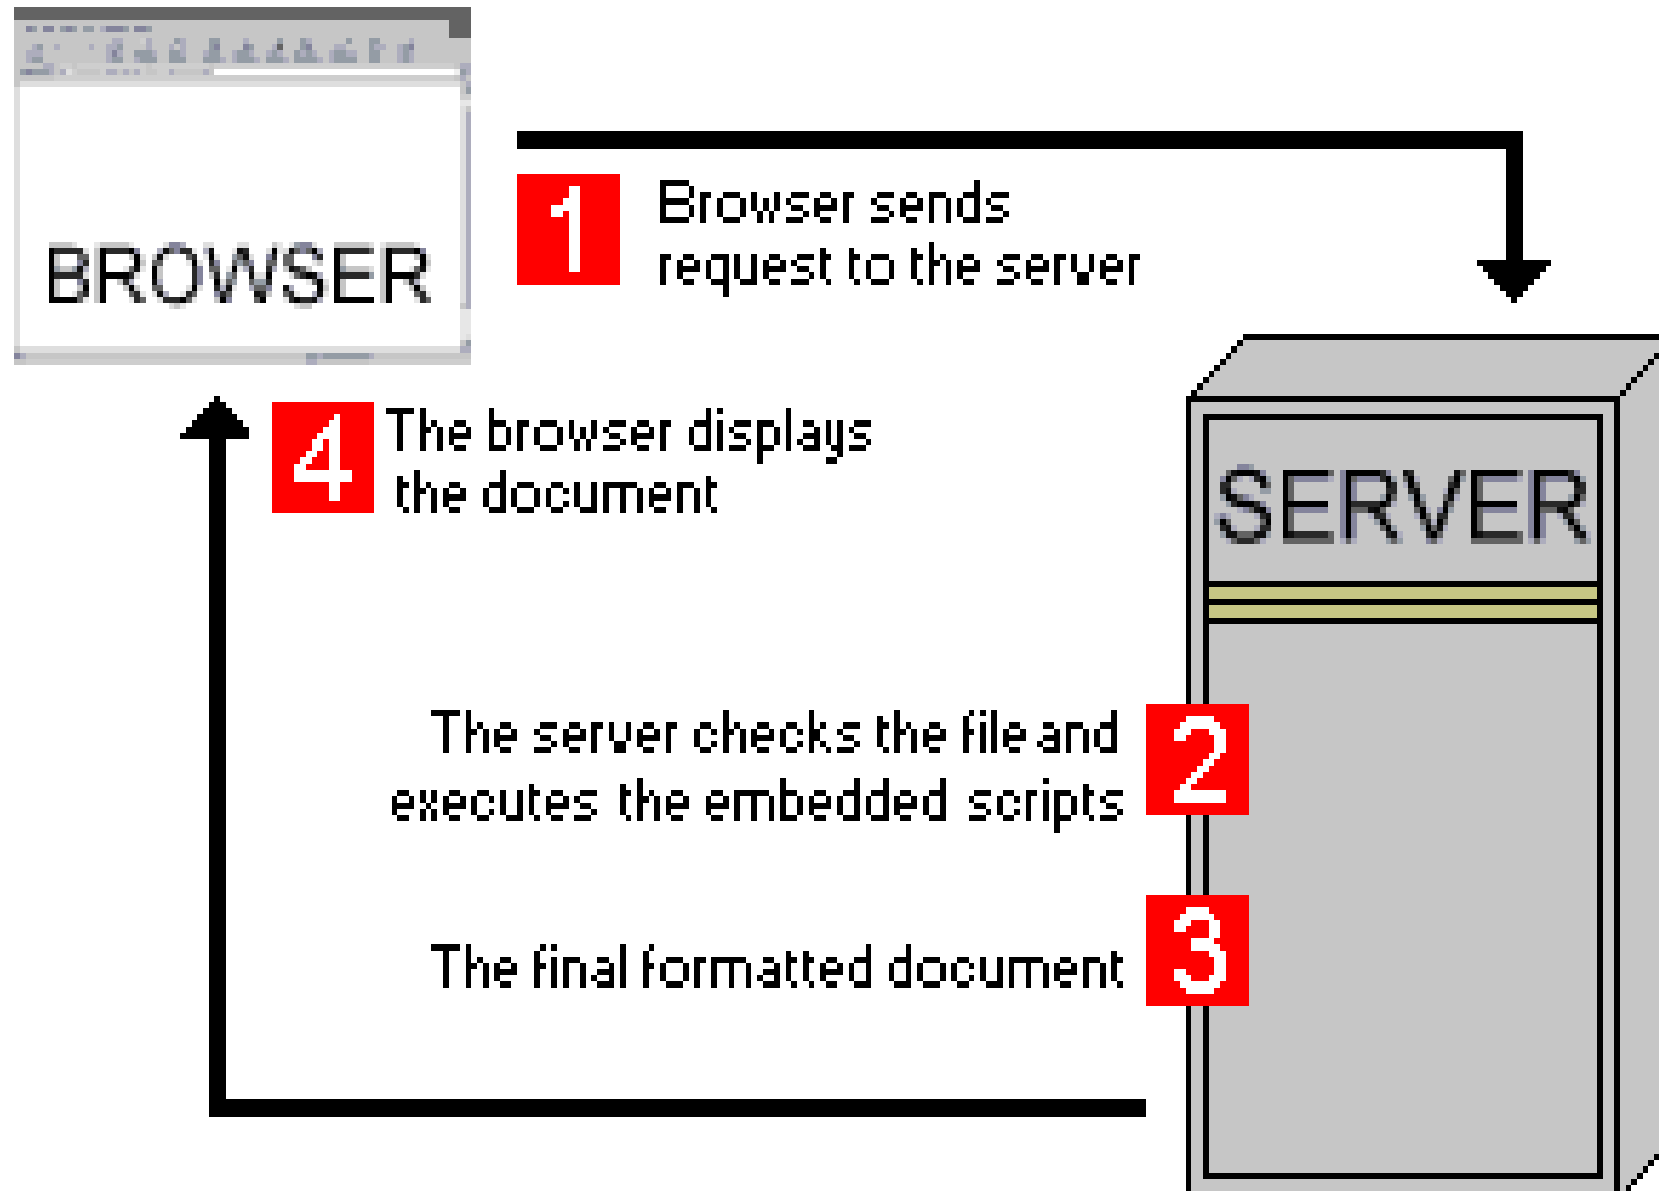 BROWSER
1
Browser sends
request to the server
4
The browser displays
the document
SERVER
The server checks the file and
executes the embedded scripts
2
The final formatted document
3